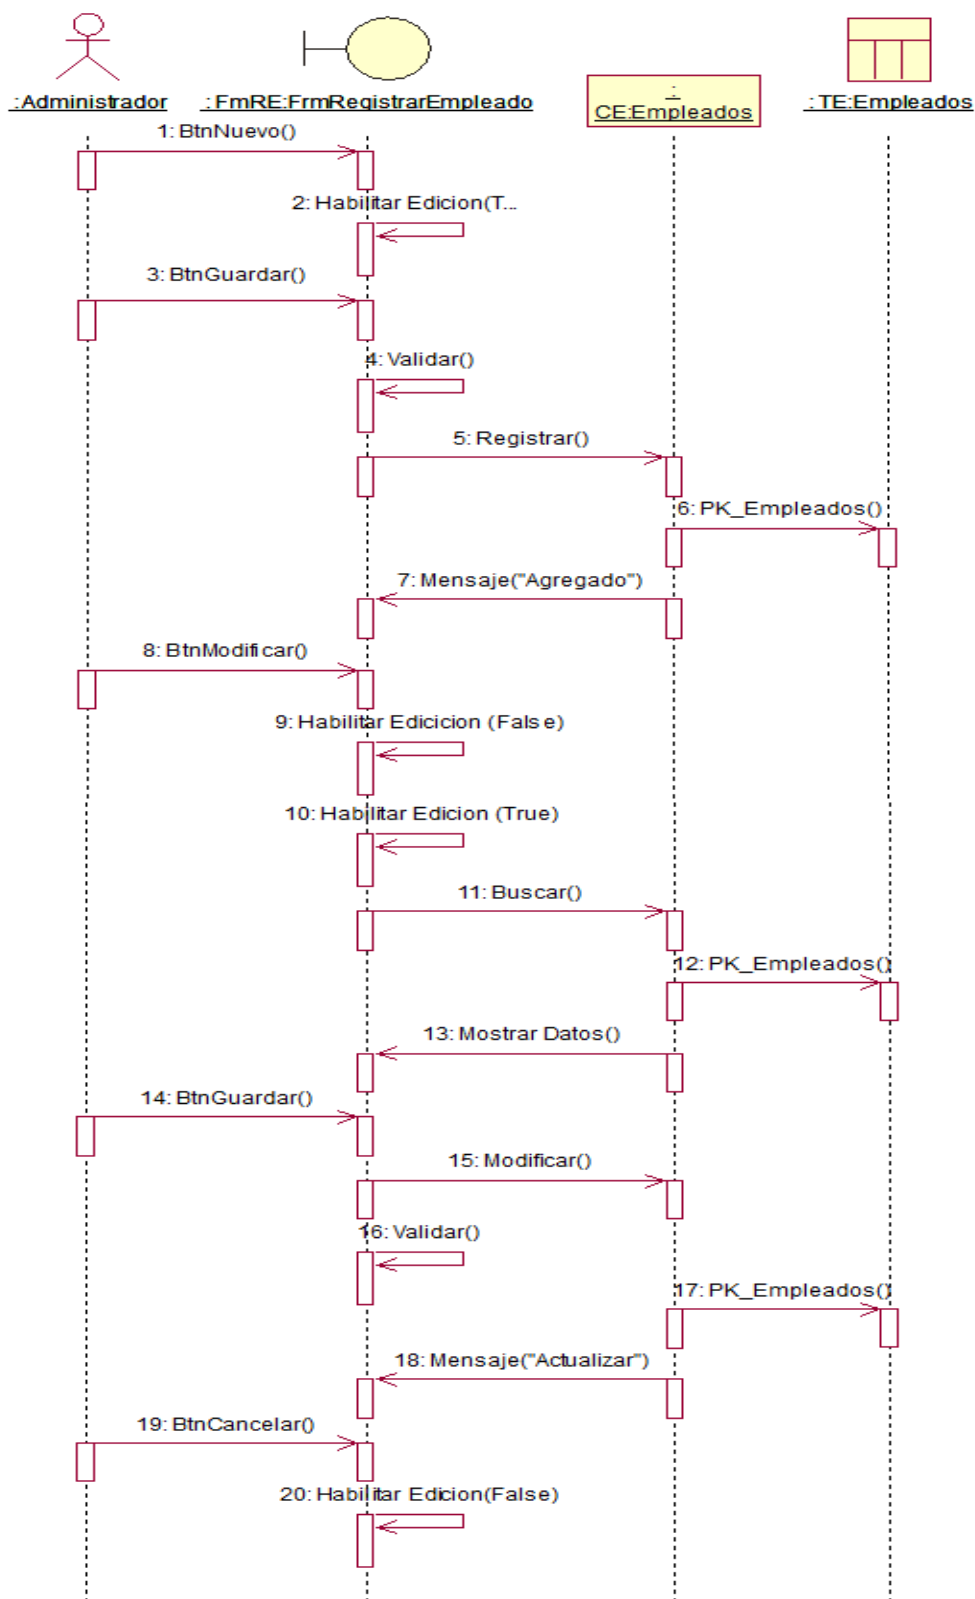 :Administrador
:FmRE:FrmRegistrarEmpleado
:
CE:Empleados
:TE:Empleados
1: BtnNuevo()
2: Habilitar Edicion(T...
3: BtnGuardar()
4: Validar()
5: Registrar()
6: PK_Empleados()
7: Mensaje("Agregado")
8: BtnModificar()
9: Habilitar Edicicion (False)
10: Habilitar Edicion (True)
11: Buscar()
12: PK_Empleados()
13: Mostrar Datos()
14: BtnGuardar()
15: Modificar()
16: Validar()
17: PK_Empleados()
18: Mensaje("Actualizar")
19: BtnCancelar()
20: Habilitar Edicion(False)